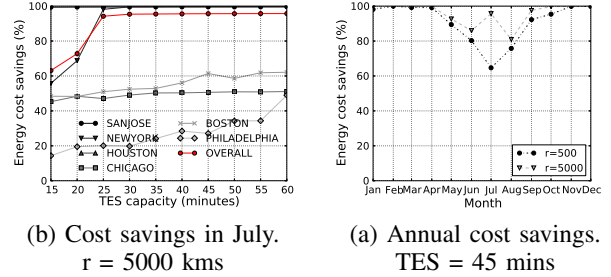 100
80
60
40
20
0
Energy cost savings (%)
SANJOSE
NEWYORK
HOUSTON
CHICAGO
BOSTON
PHILADELPHIA
OVERALL
15 20 25 30 35 40 45 50 55 60
TES capacity (minutes)
(b) Cost savings in July.
r = 5000 kms
100
80
60
40
20
0
Energy cost savings (%)
r=500
r=5000
Jan Feb Mar Apr May Jun Jul Aug Sep Oct Nov Dec
Month
(a) Annual cost savings.
TES = 45 mins